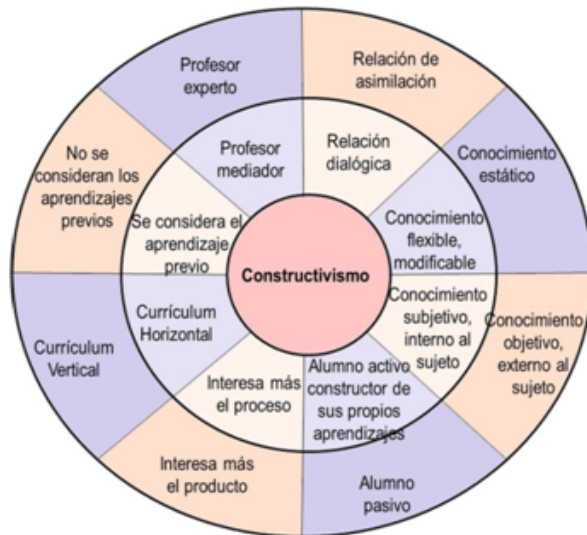 Profesor
experto
Relación de
asimilación
Conocimiento
estático
Conocimiento
objetivo,
externo al
sujeto
Alumno
pasivo
Interesa más
el producto
Currículum
Vertical
No se
consideran los
aprendizajes
previos
Profesor
mediador
Relación
dialógica
Conocimiento
flexible,
modificable
Conocimiento
subjetivo,
interno al
sujeto
Alumno activo
constructor de
sus propios
aprendizajes
Interesa más
el proceso
Currículum
Horizontal
Se considera el
aprendizaje
previo
Constructivismo